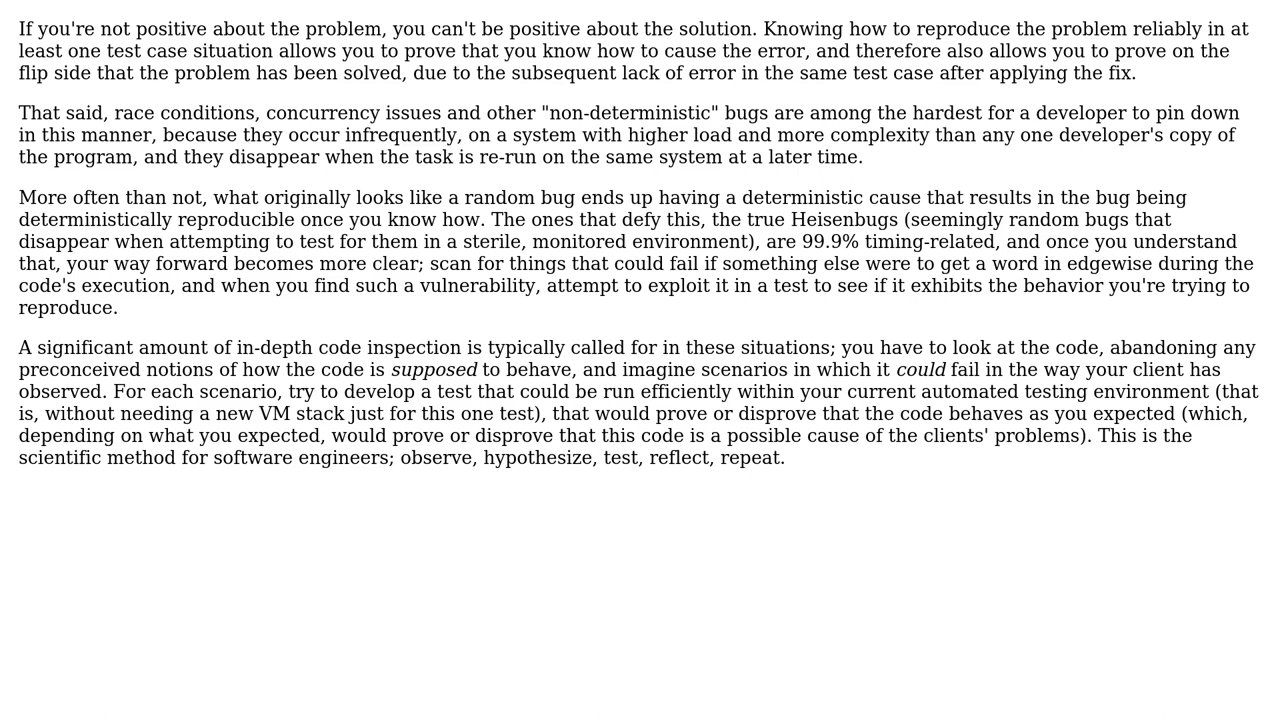 If you're not positive about the problem, you can't be positive about the solution. Knowing how to reproduce the problem reliably in at
least one test case situation allows you to prove that you know how to cause the error, and therefore also allows you to prove on the
flip side that the problem has been solved, due to the subsequent lack of error in the same test case after applying the fix.
That said, race conditions, concurrency issues and other "non-deterministic" bugs are among the hardest for a developer to pin down
in this manner, because they occur infrequently, on a system with higher load and more complexity than any one developer's copy of
the program, and they disappear when the task is re-run on the same system at a later time.
More often than not, what originally looks like a random bug ends up having a deterministic cause that results in the bug being
deterministically reproducible once you know how. The ones that defy this, the true Heisenbugs (seemingly random bugs that
disappear when attempting to test for them in a sterile, monitored environment), are 99.9% timing-related, and once you understand
that, your way forward becomes more clear; scan for things that could fail if something else were to get a word in edgewise during the
code's execution, and when you find such a vulnerability, attempt to exploit it in a test to see if it exhibits the behavior you're trying to
reproduce.
A significant amount of in-depth code inspection is typically called for in these situations; you have to look at the code, abandoning any
preconceived notions of how the code is supposed to behave, and imagine scenarios in which it could fail in the way your client has
observed. For each scenario, try to develop a test that could be run efficiently within your current automated testing environment (that
is, without needing a new VM stack just for this one test), that would prove or disprove that the code behaves as you expected (which,
depending on what you expected, would prove or disprove that this code is a possible cause of the clients' problems). This is the
scientific method for software engineers; observe, hypothesize, test, reflect, repeat.